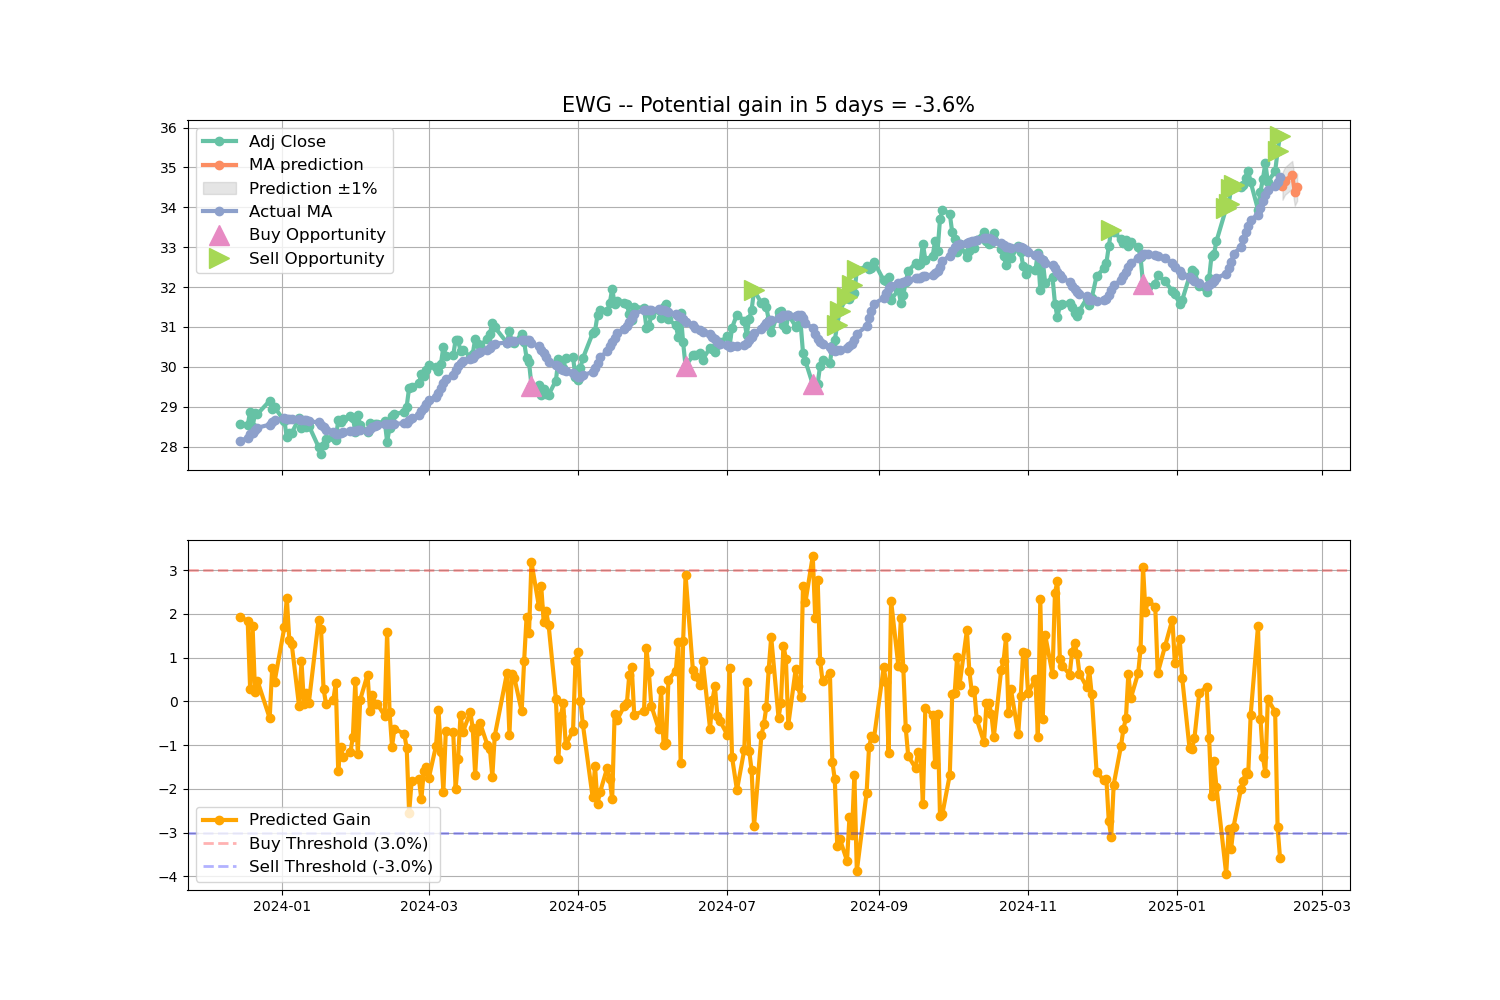 EWG -- Potential gain in 5 days = -3.6%
36
35
34
33
32
31
30
29
28
Adj Close
MA prediction
Prediction ±1%
Actual MA
Buy Opportunity
Sell Opportunity
3
2
1
0
−1
−2
−3
−4
Predicted Gain
Buy Threshold (3.0%)
Sell Threshold (-3.0%)
2024-01
2024-03
2024-05
2024-07
2024-09
2024-11
2025-01
2025-03